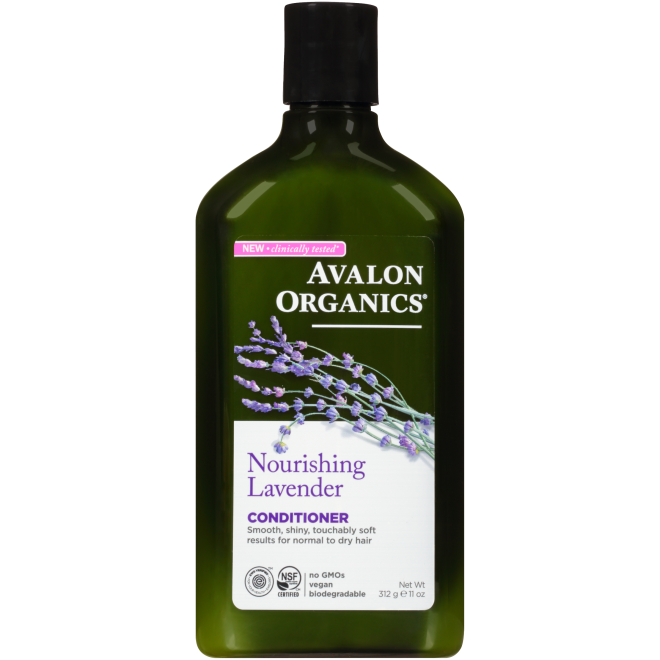 NEW • clinically tested*
AVALON
ORGANICS®
Nourishing
Lavender
CONDITIONER
Smooth, shiny, touchably soft
results for normal to dry hair
NSF
CERTIFIED
no GMOs
vegan
biodegradable
Net Wt
312 g ℮ 11 oz